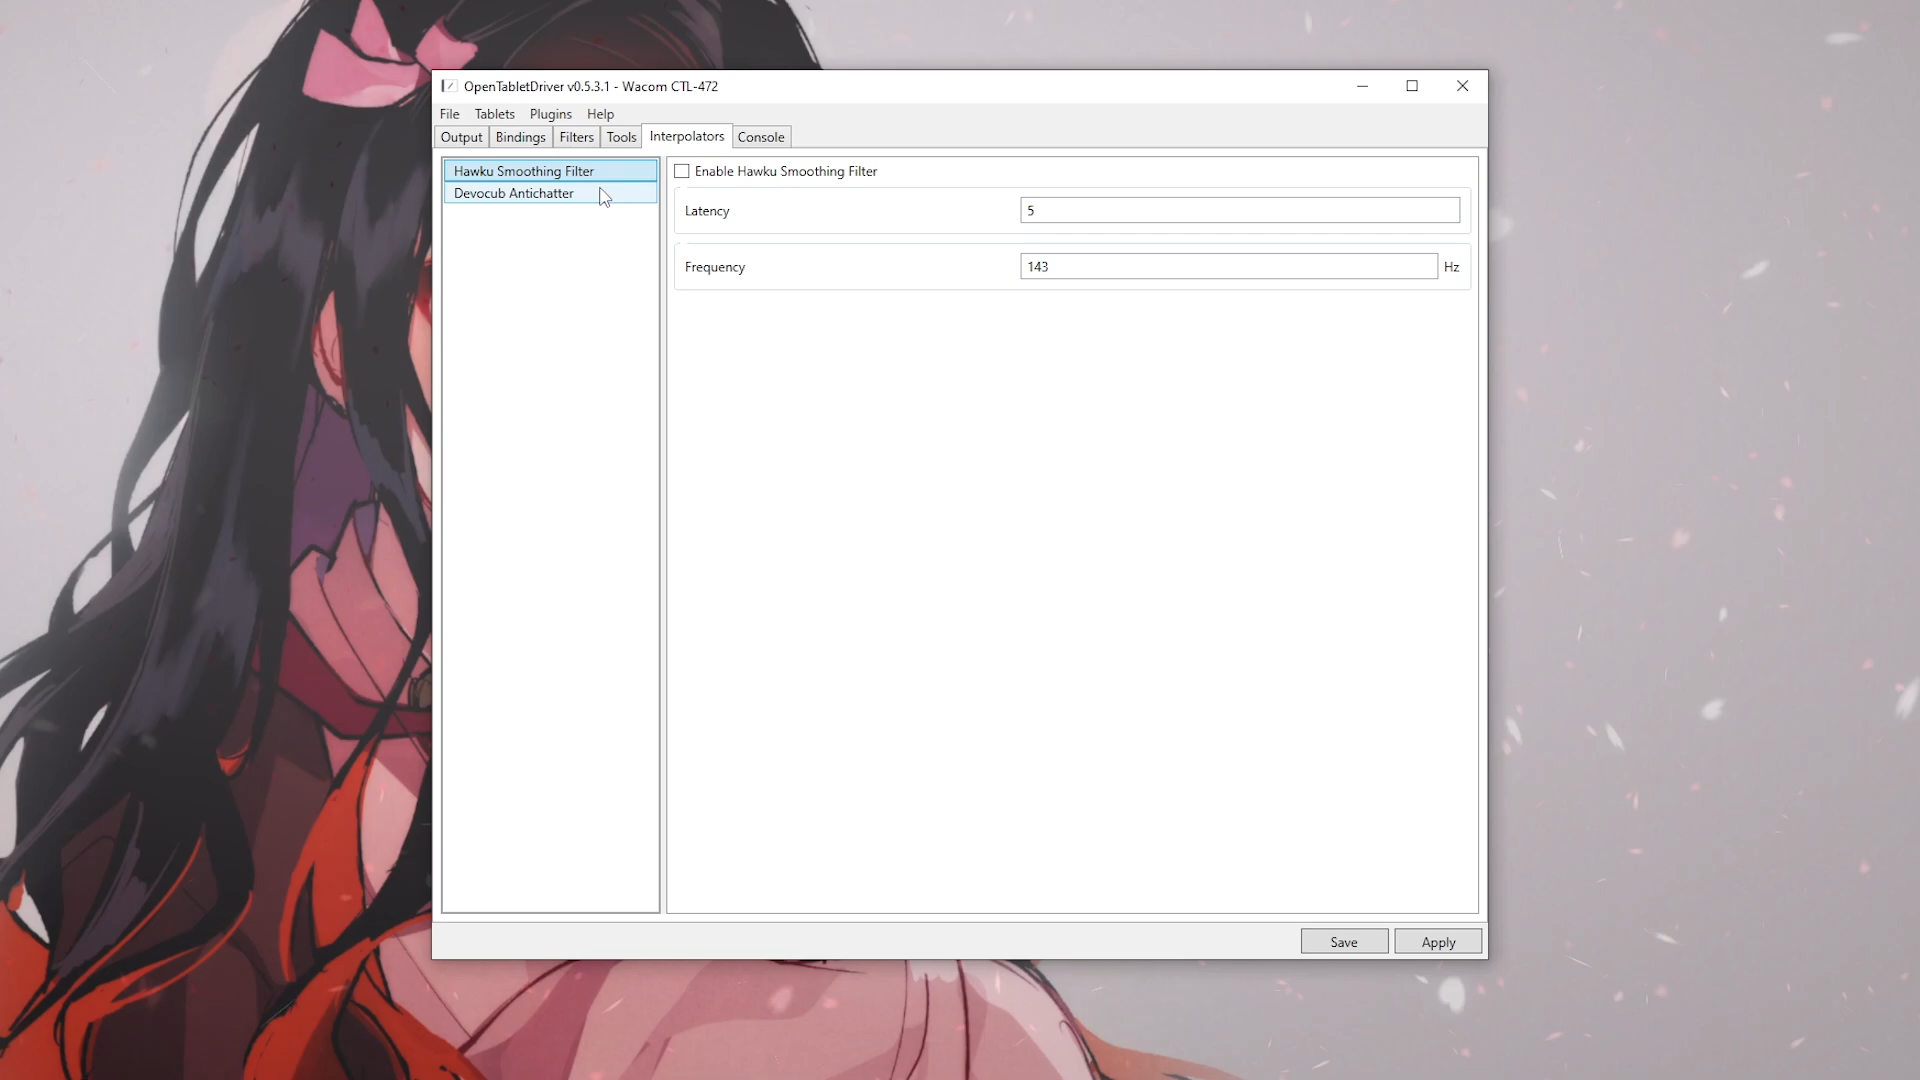 OpenTabletDriver v0.5.3.1 - Wacom CTL-472
File Tablets Plugins Help
Output Bindings Filters Tools Interpolators Console
Hawku Smoothing Filter
Devocub Antichatter
Enable Hawku Smoothing Filter
Latency 5
Frequency 143 Hz
Save Apply